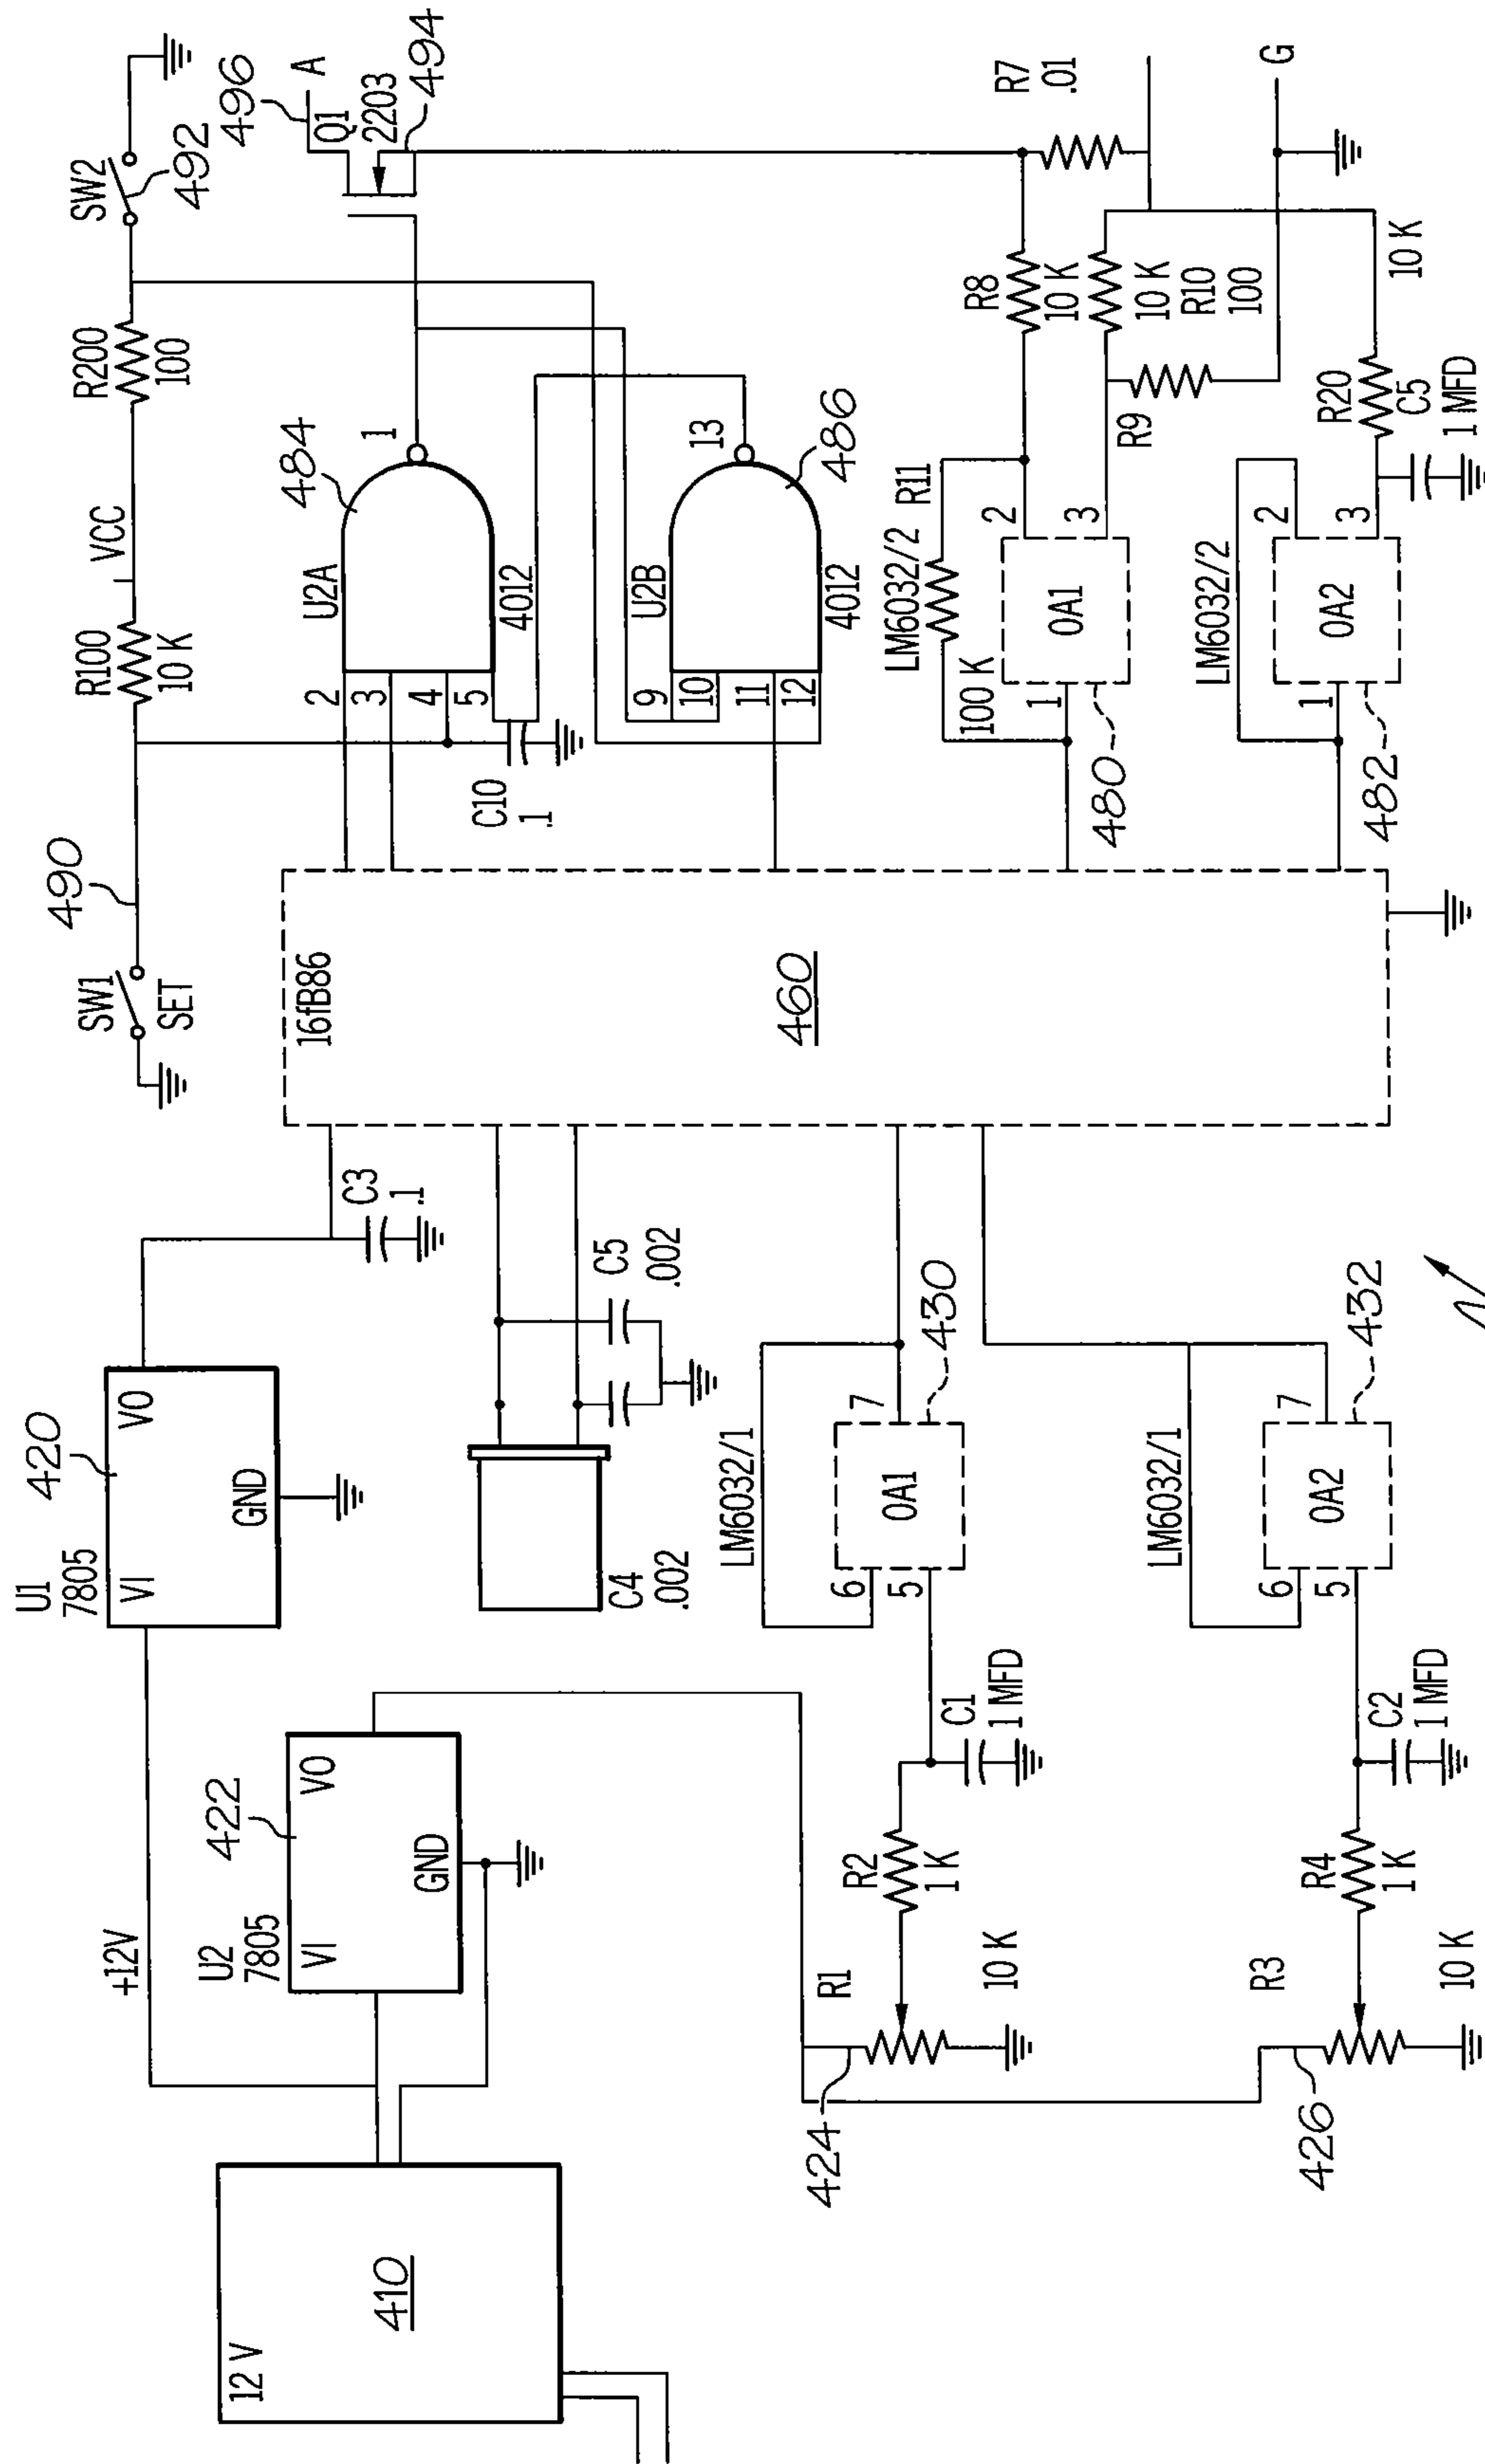 12 V
410
+12V
U1
7805
VI
VO
GND
420
U2
7805
VI
VO
GND
422
C3
.1
C4
.002
C5
.002
R1
10 K
424
R2
1 K
C1
1 MFD
LM6032/1
6
5
7
OA1
430
R3
10 K
426
R4
1 K
C2
1 MFD
LM6032/1
6
5
7
OA2
432
16fB86
460
SW1
SET
490
R100
10 K
VCC
R200
100
SW2
492
2
3
4
5
U2A
4012
484
1
C10
.1
9
10
11
12
U2B
4012
486
13
496
A
Q1
2203
494
R7
.01
G
R8
10 K
10 K
R10
100
R9
R11
LM6032/2
100 K
1
2
3
OA1
480
LM6032/2
1
2
3
OA2
482
R20
10 K
C5
1 MFD